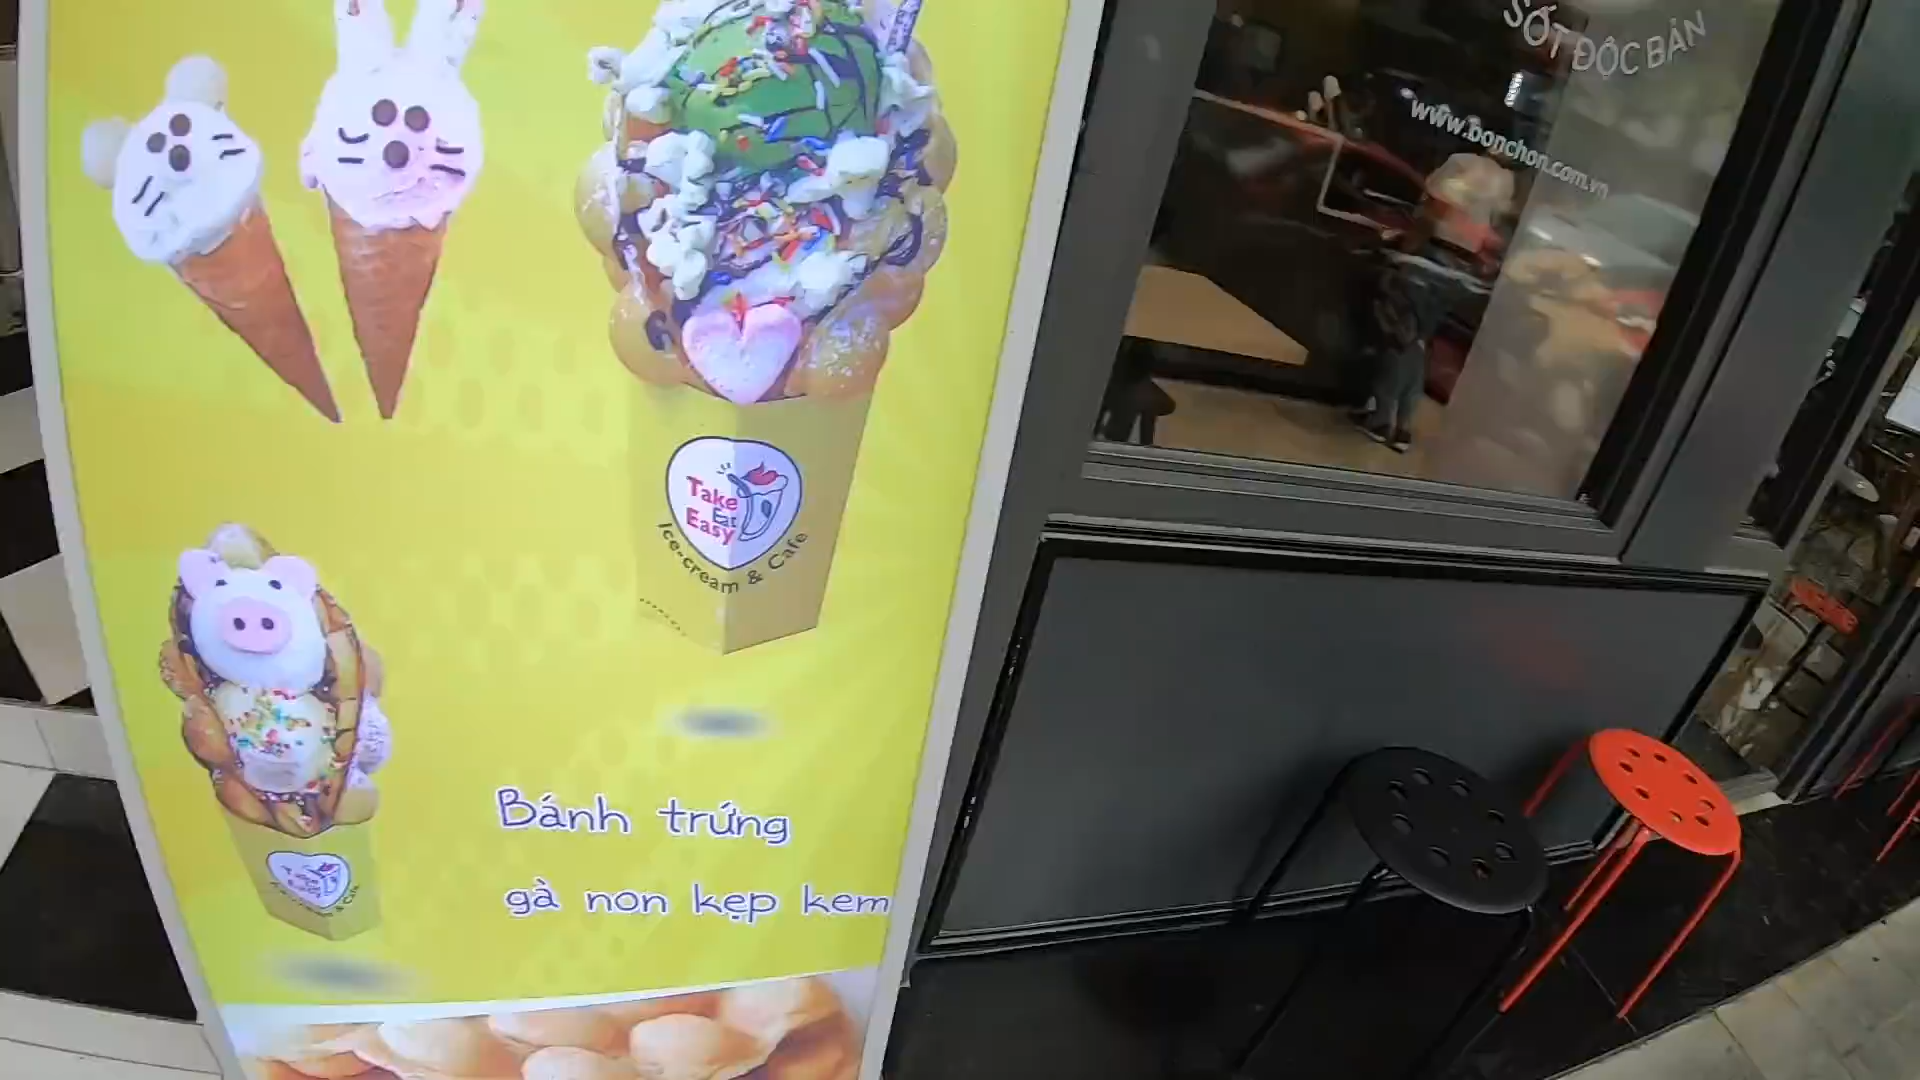 SỐT ĐỘC BẢN
www.bonchon.com.vn
Take
Eat
Easy
Ice-cream & Cafe
Bánh trứng
gà non kẹp kem